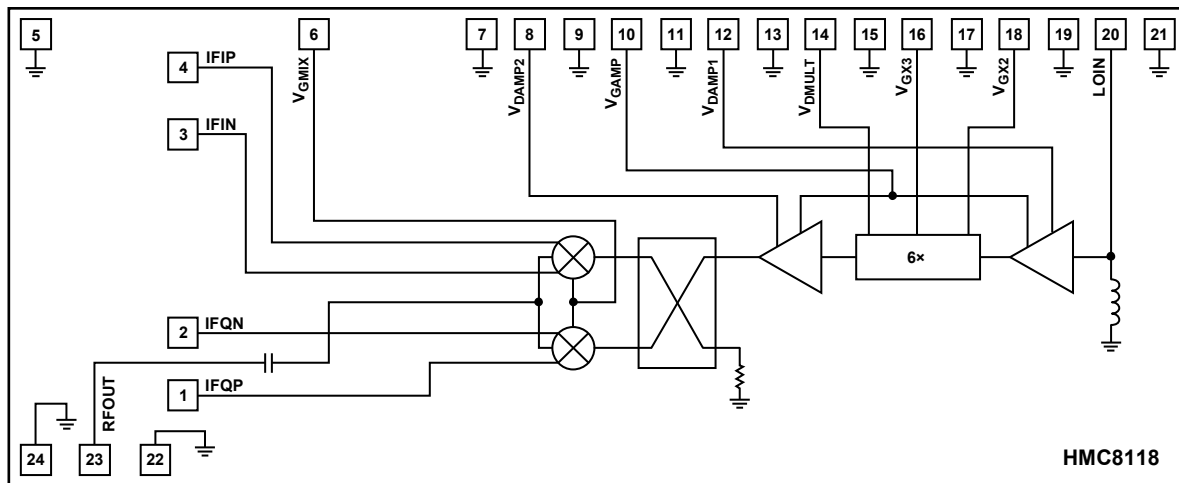 5
6
7
8
9
10
11
12
13
14
15
16
17
18
19
20
21
4
IFIP
3
IFIN
VGMIX
VDAMP2
VGAMP
VDAMP1
VDMULT
VGX3
VGX2
LOIN
6×
2
IFQN
1
IFQP
RFOUT
24
23
22
HMC8118